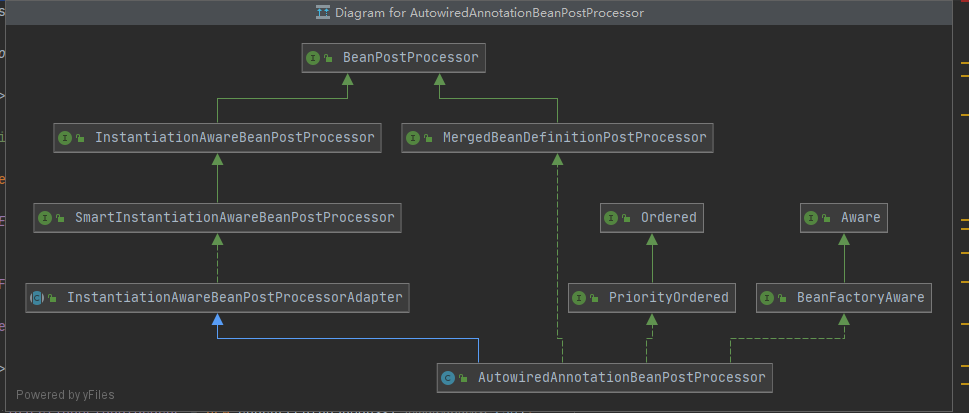 Diagram for AutowiredAnnotationBeanPostProcessor
I BeanPostProcessor
I InstantiationAwareBeanPostProcessor
I MergedBeanDefinitionPostProcessor
I SmartInstantiationAwareBeanPostProcessor
I Ordered
I Aware
C InstantiationAwareBeanPostProcessorAdapter
I PriorityOrdered
I BeanFactoryAware
C AutowiredAnnotationBeanPostProcessor
Powered by yFiles